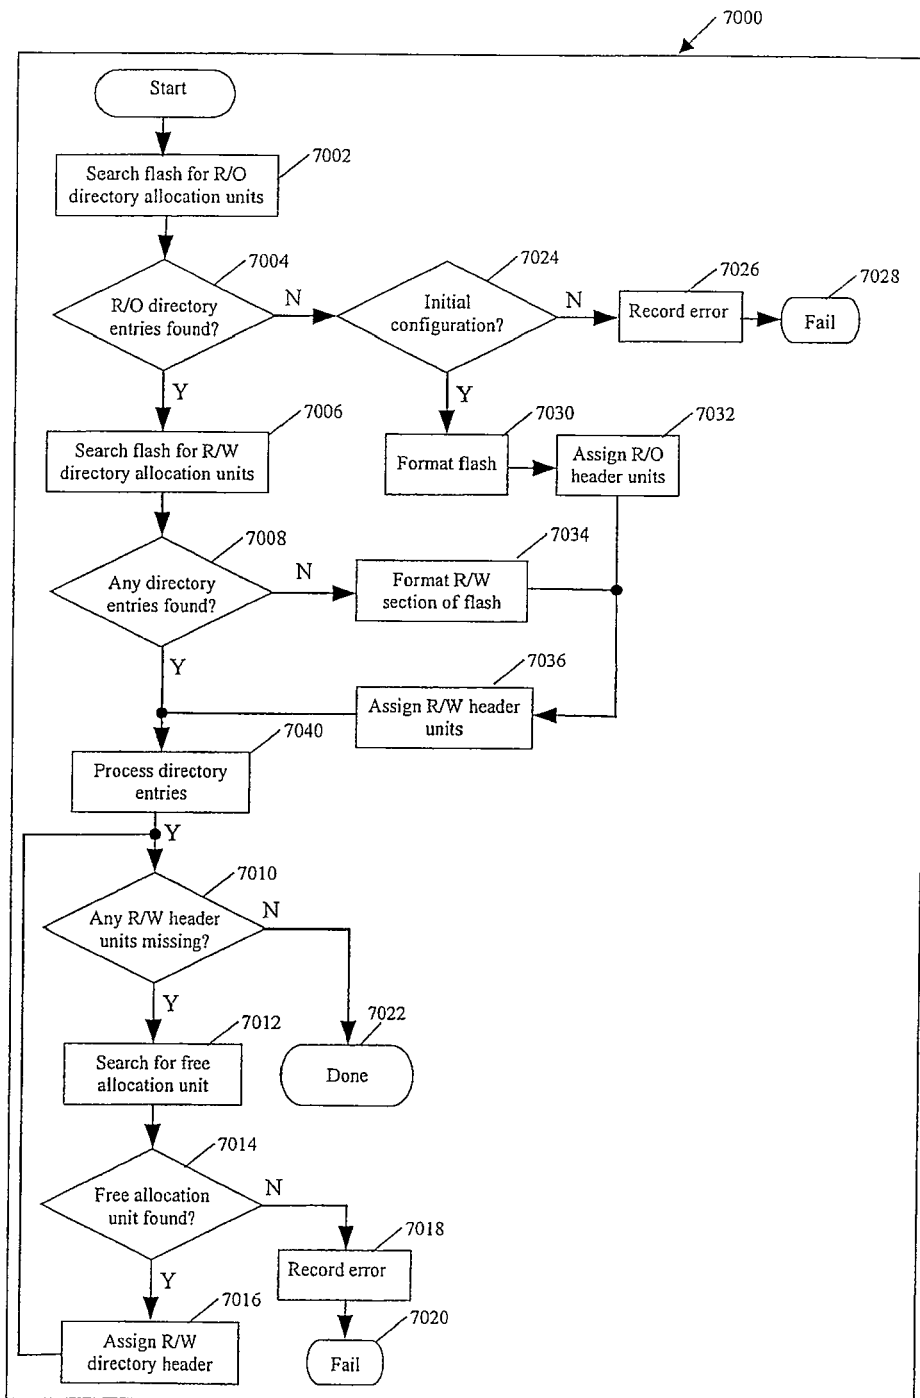 7000
Start
7002
Search flash for R/O
directory allocation units
7004
R/O directory
entries found?
N
7024
Initial
configuration?
N
7026
Record error
7028
Fail
Y
Y
7006
Search flash for R/W
directory allocation units
7030
Format flash
7032
Assign R/O
header units
7008
Any directory
entries found?
N
7034
Format R/W
section of flash
Y
7036
Assign R/W header
units
7040
Process directory
entries
Y
7010
Any R/W header
units missing?
N
Y
7012
Search for free
allocation unit
7022
Done
7014
Free allocation
unit found?
N
7018
Record error
Y
7016
Assign R/W
directory header
7020
Fail